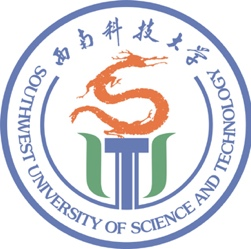 西南科技大学
SOUTHWEST UNIVERSITY OF SCIENCE AND TECHNOLOGY